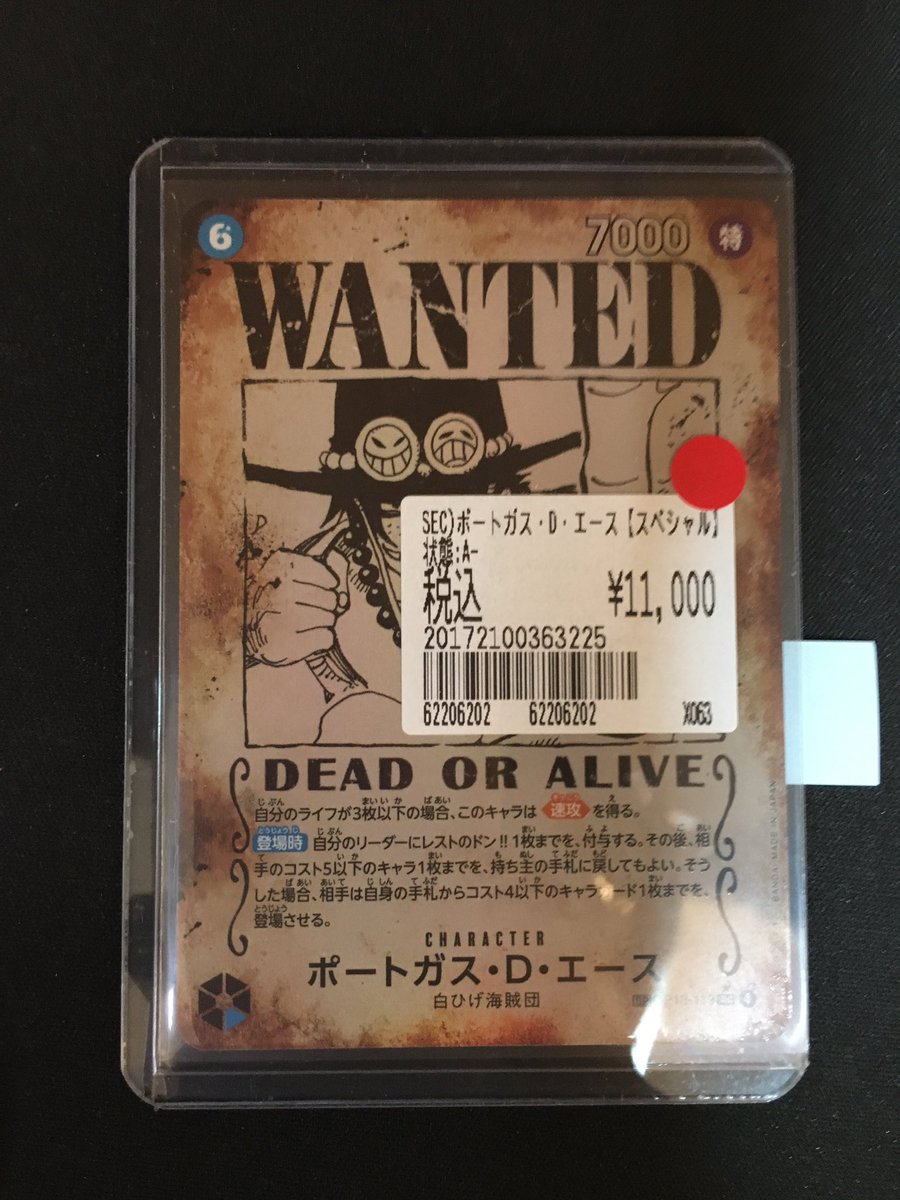 6 7000 特
WANTED
SEC)ポートガス・D・エース【スペシャル】
状態:A-
税込 ¥11,000
20172100363225
62206202 62206202 X063
DEAD OR ALIVE
自分のライフが3枚以下の場合、このキャラは 速攻 を得る。
登場時 自分のリーダーにレストのドン!!1枚までを、付与する。その後、相
手のコスト5以下のキャラ1枚までを、持ち主の手札に戻してもよい。そう
した場合、相手は自身の手札からコスト4以下のキャラカード1枚までを、
登場させる。
CHARACTER
ポートガス・D・エース
白ひげ海賊団